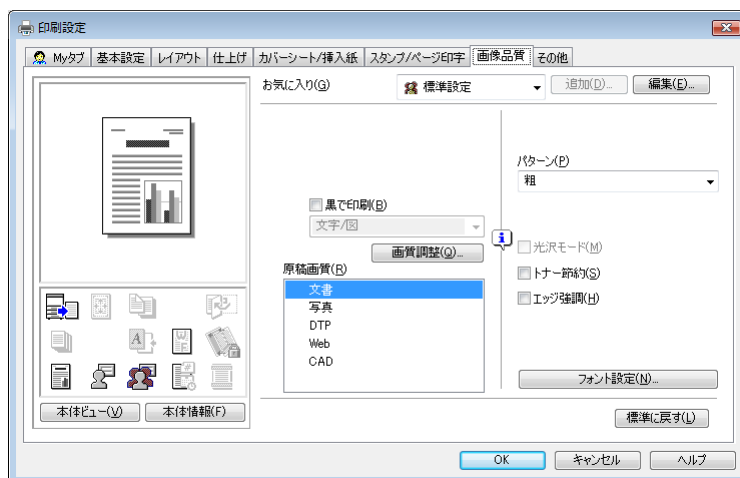 印刷設定
Myタブ 基本設定 レイアウト 仕上げ カバーシート/挿入紙 スタンプ/ページ印字 画像品質 その他
お気に入り(G) 標準設定 追加(D)... 編集(E)...
パターン(P)
粗
黒で印刷(B)
文字/図
画質調整(Q)...
光沢モード(M)
原稿画質(R)
トナー節約(S)
文書
エッジ強調(H)
写真
DTP
Web
CAD
フォント設定(N)...
本体ビュー(V) 本体情報(F)
標準に戻す(L)
OK キャンセル ヘルプ